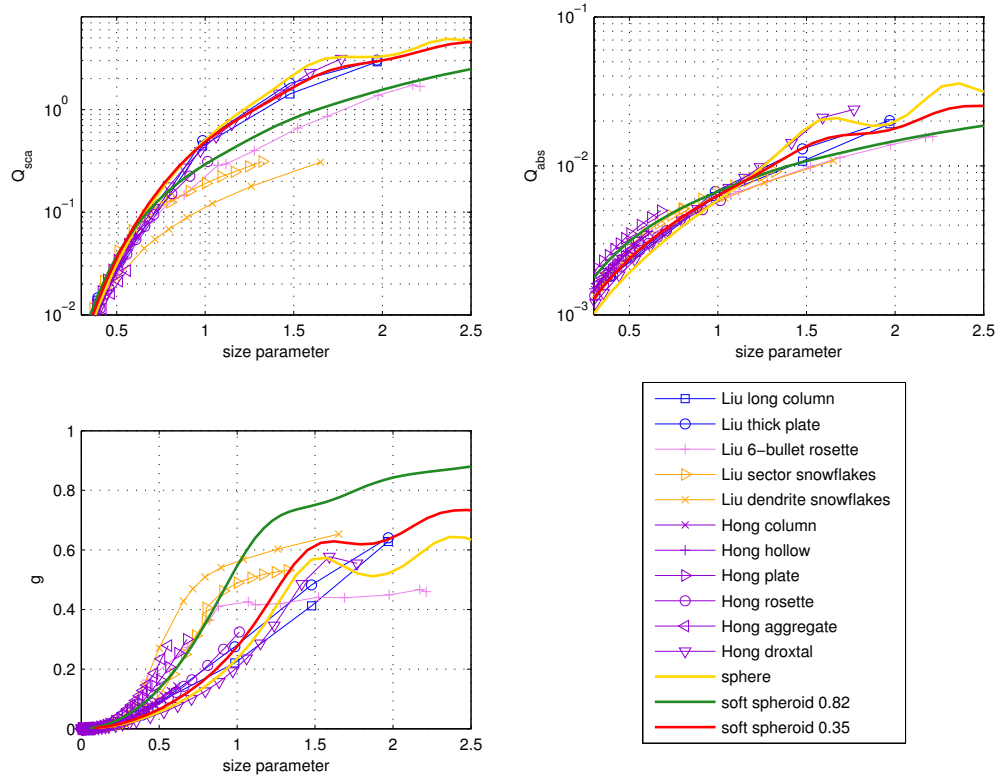 10^0
10^-1
10^-2
Q_sca
0.5 1 1.5 2 2.5
size parameter
10^-1
10^-2
10^-3
Q_abs
0.5 1 1.5 2 2.5
size parameter
1
0.8
0.6
0.4
0.2
0
g
0 0.5 1 1.5 2 2.5
size parameter
Liu long column
Liu thick plate
Liu 6−bullet rosette
Liu sector snowflakes
Liu dendrite snowflakes
Hong column
Hong hollow
Hong plate
Hong rosette
Hong aggregate
Hong droxtal
sphere
soft spheroid 0.82
soft spheroid 0.35